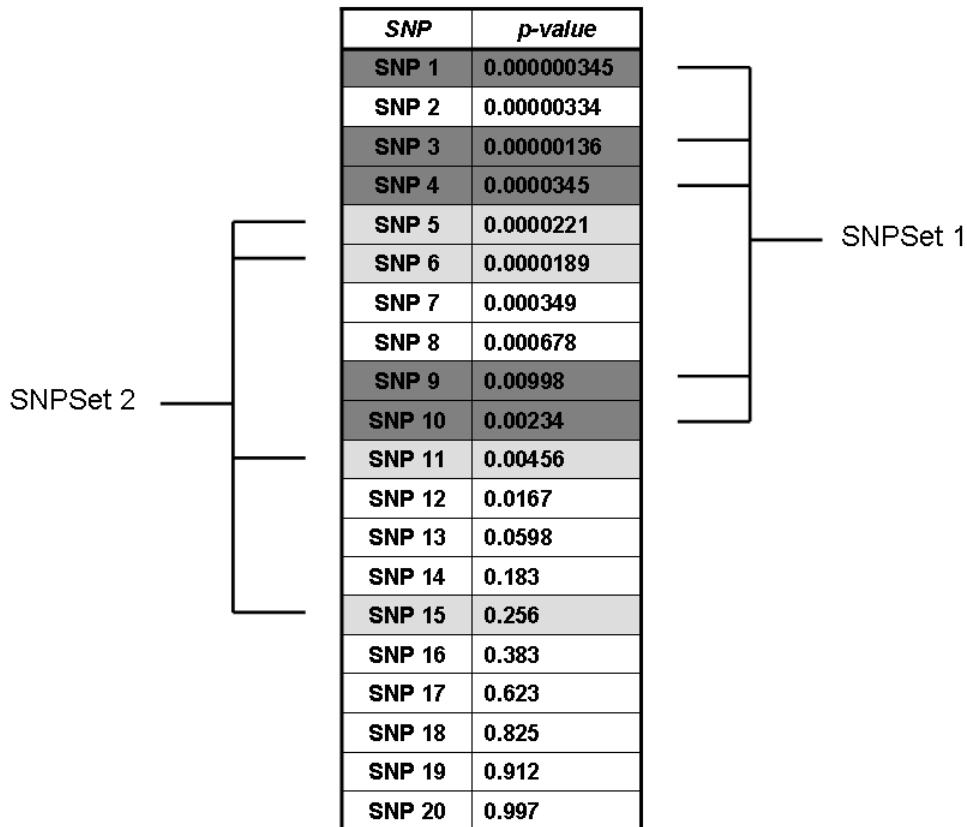 SNP p-value
SNP 1 0.000000345
SNP 2 0.00000334
SNP 3 0.00000136
SNP 4 0.0000345
SNP 5 0.0000221
SNP 6 0.0000189
SNP 7 0.000349
SNP 8 0.000678
SNP 9 0.00998
SNP 10 0.00234
SNP 11 0.00456
SNP 12 0.0167
SNP 13 0.0598
SNP 14 0.183
SNP 15 0.256
SNP 16 0.383
SNP 17 0.623
SNP 18 0.825
SNP 19 0.912
SNP 20 0.997
SNPSet 1
SNPSet 2